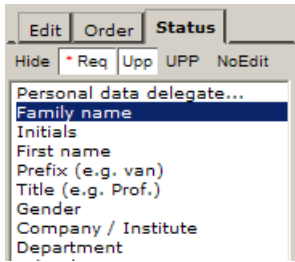 Edit Order Status
Hide * Req Upp UPP NoEdit
Personal data delegate...
Family name
Initials
First name
Prefix (e.g. van)
Title (e.g. Prof.)
Gender
Company / Institute
Department